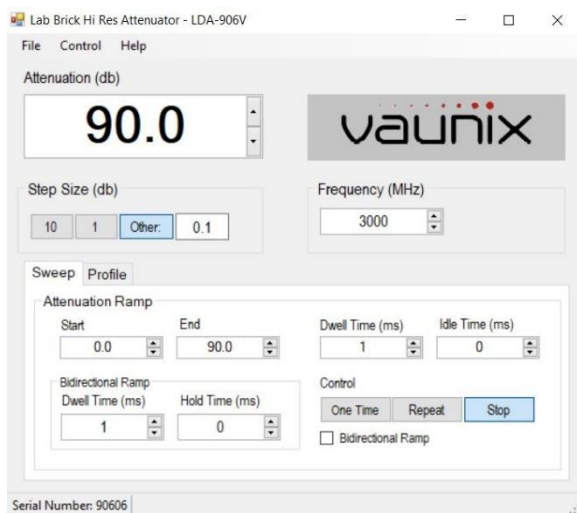 Lab Brick Hi Res Attenuator - LDA-906V
File Control Help
Attenuation (db)
90.0
vaunix
Step Size (db)
10 1 Other: 0.1
Frequency (MHz)
3000
Sweep Profile
Attenuation Ramp
Start End Dwell Time (ms) Idle Time (ms)
0.0 90.0 1 0
Bidirectional Ramp
Dwell Time (ms) Hold Time (ms)
1 0
Control
One Time Repeat Stop
Bidirectional Ramp
Serial Number: 90606